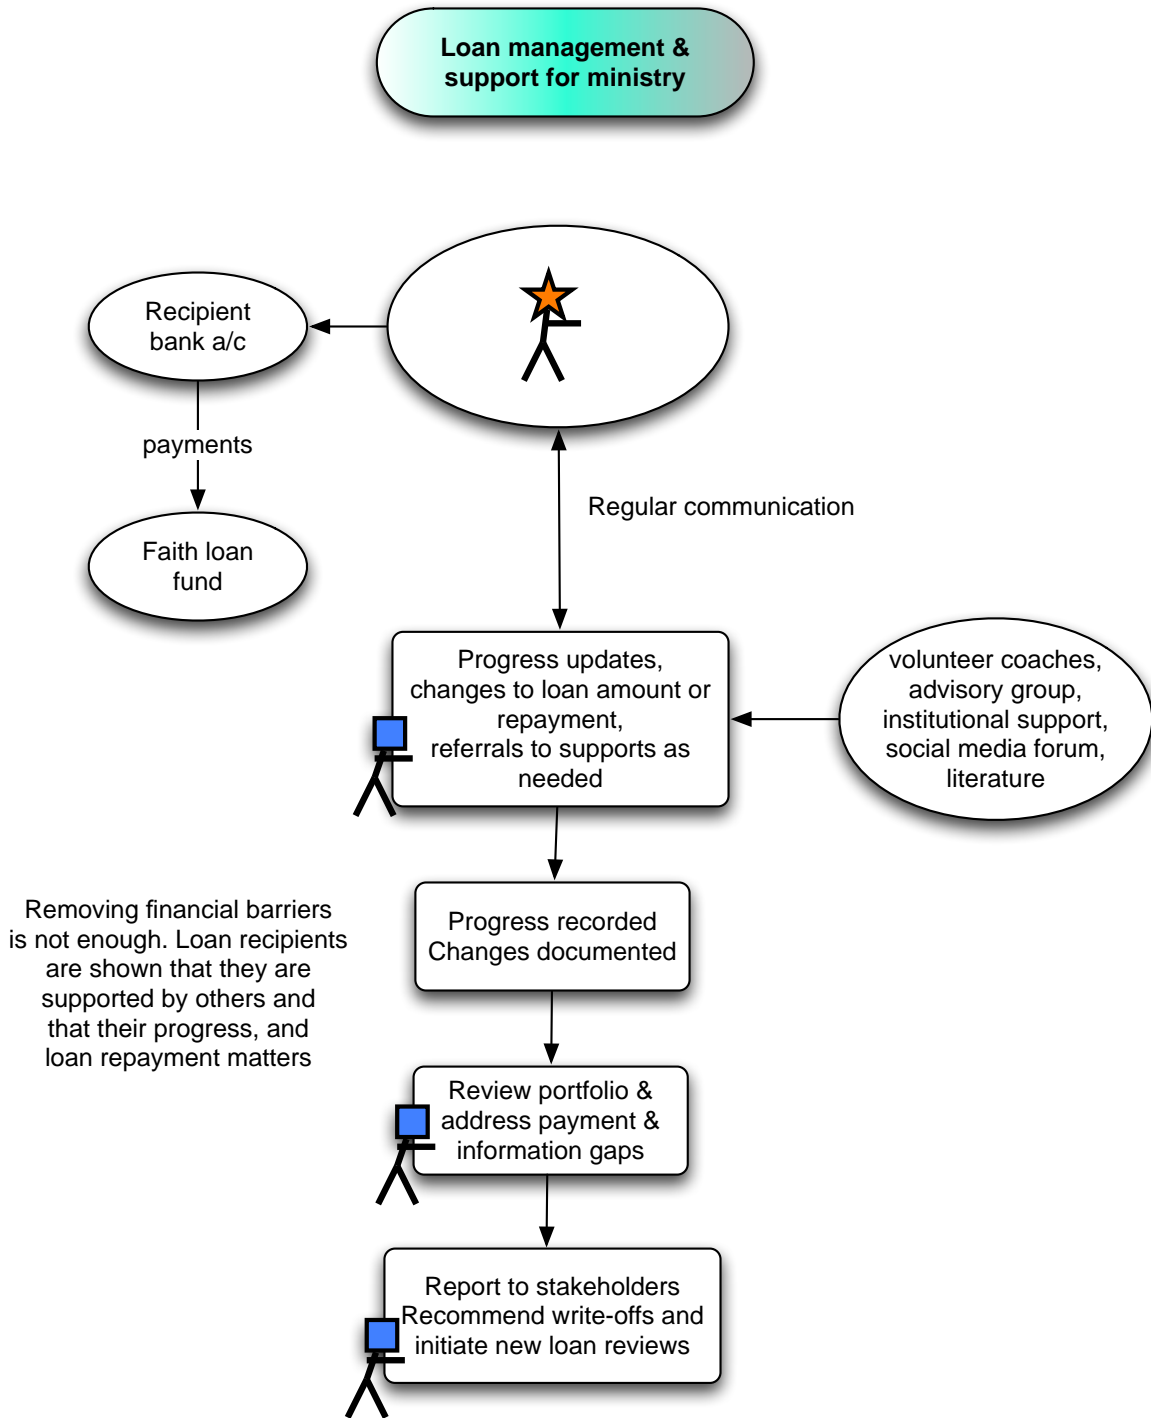 Loan management &
support for ministry
Recipient
bank a/c
payments
Faith loan
fund
Regular communication
Progress updates,
changes to loan amount or
repayment,
referrals to supports as
needed
volunteer coaches,
advisory group,
institutional support,
social media forum,
literature
Progress recorded
Changes documented
Removing financial barriers
is not enough. Loan recipients
are shown that they are
supported by others and
that their progress, and
loan repayment matters
Review portfolio &
address payment &
information gaps
Report to stakeholders
Recommend write-offs and
initiate new loan reviews